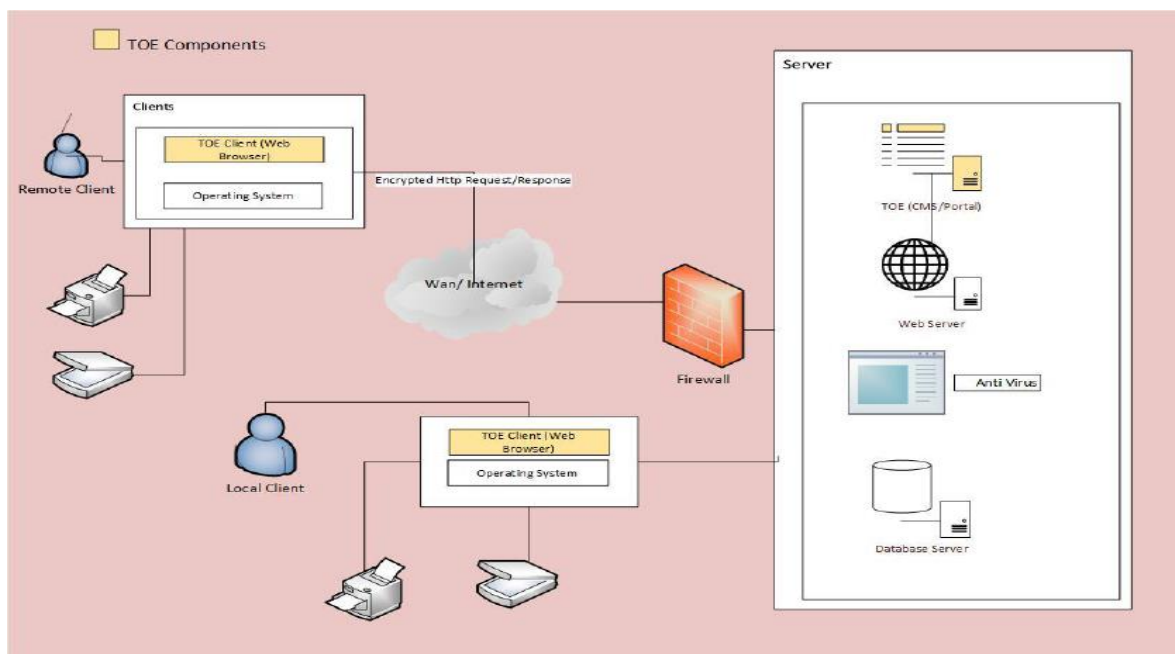 TOE Components
Server
Clients
TOE Client (Web
Browser)
Operating System
Remote Client
Encrypted Http Request/Response
TOE (CMS/Portal)
Wan/ Internet
Web Server
Firewall
Anti Virus
TOE Client (Web
Browser)
Operating System
Local Client
Database Server